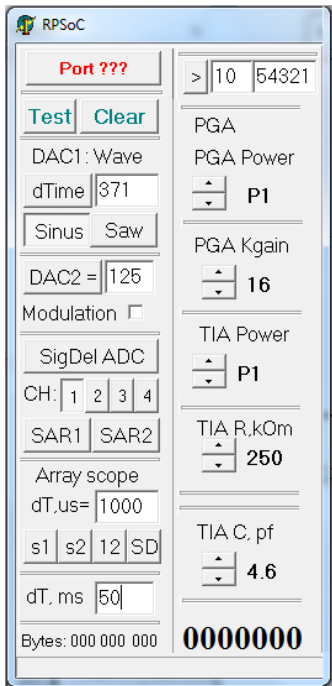 RPSoC
Port ???
Test Clear
DAC1: Wave
dTime 371
Sinus Saw
DAC2 = 125
Modulation
SigDel ADC
CH: 1 2 3 4
SAR1 SAR2
Array scope
dT,us= 1000
s1 s2 12 SD
dT, ms 50
Bytes: 000 000 000
> 10 54321
PGA
PGA Power
P1
PGA Kgain
16
TIA Power
P1
TIA R,kOm
250
TIA C, pf
4.6
0000000